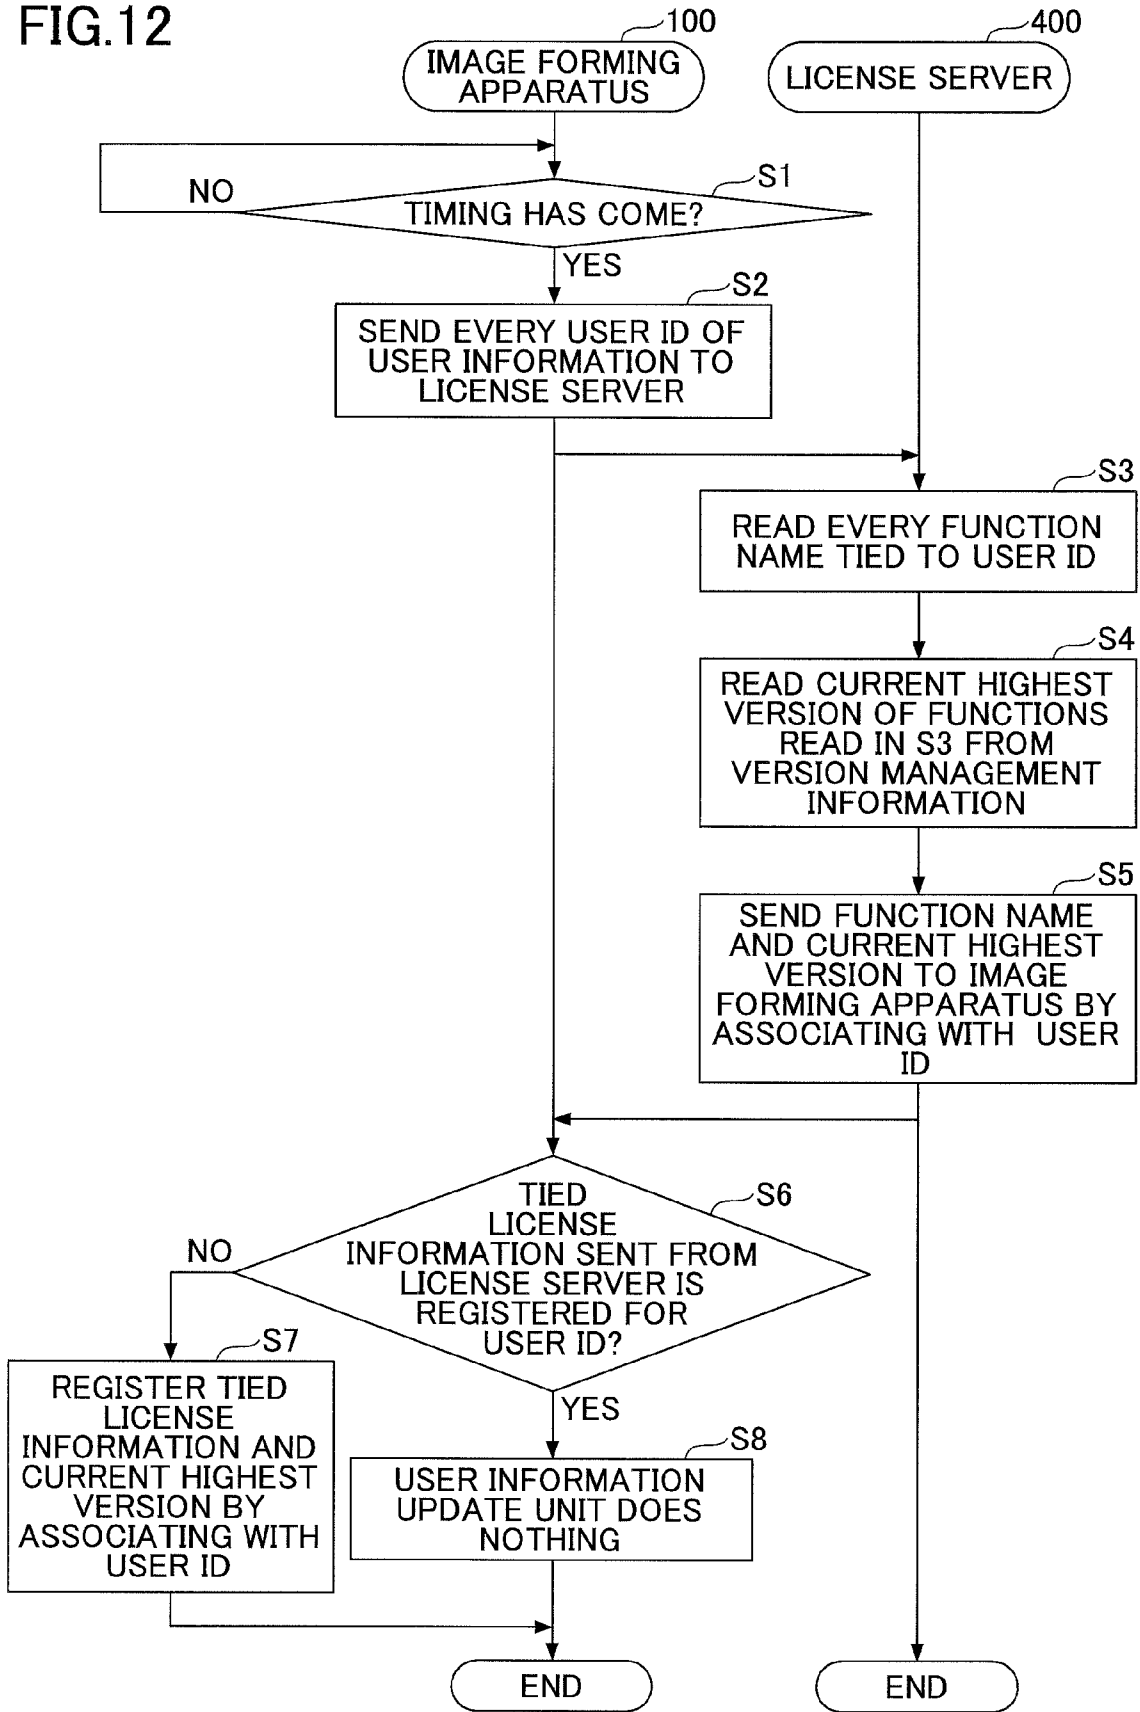 FIG.12
100
IMAGE FORMING
APPARATUS
400
LICENSE SERVER
S1
NO
TIMING HAS COME?
YES
S2
SEND EVERY USER ID OF
USER INFORMATION TO
LICENSE SERVER
S3
READ EVERY FUNCTION
NAME TIED TO USER ID
S4
READ CURRENT HIGHEST
VERSION OF FUNCTIONS
READ IN S3 FROM
VERSION MANAGEMENT
INFORMATION
S5
SEND FUNCTION NAME
AND CURRENT HIGHEST
VERSION TO IMAGE
FORMING APPARATUS BY
ASSOCIATING WITH USER
ID
S6
TIED
LICENSE
INFORMATION SENT FROM
LICENSE SERVER IS
REGISTERED FOR
USER ID?
NO
YES
S7
REGISTER TIED
LICENSE
INFORMATION AND
CURRENT HIGHEST
VERSION BY
ASSOCIATING WITH
USER ID
S8
USER INFORMATION
UPDATE UNIT DOES
NOTHING
END
END